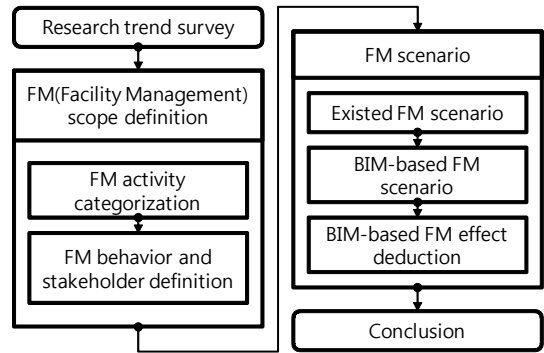 Research trend survey
FM(Facility Management)
scope definition
FM activity
categorization
FM behavior and
stakeholder definition
FM scenario
Existed FM scenario
BIM-based FM
scenario
BIM-based FM effect
deduction
Conclusion